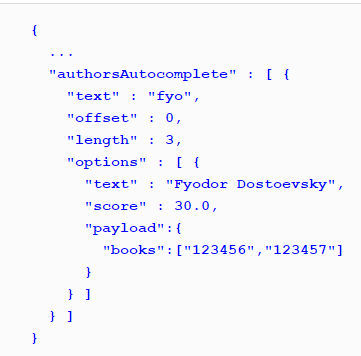 {
...
"authorsAutocomplete" : [ {
"text" : "fyo",
"offset" : 0,
"length" : 3,
"options" : [ {
"text" : "Fyodor Dostoevsky",
"score" : 30.0,
"payload":{
"books":["123456","123457"]
}
} ]
} ]
}